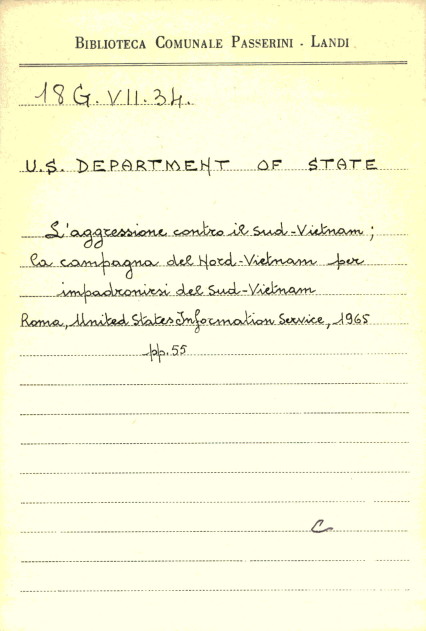 BIBLIOTECA COMUNALE PASSERINI - LANDI
18 G. VII. 34.
U.S. DEPARTMENT OF STATE
L'aggressione contro il sud-Vietnam ;
la campagna del Nord-Vietnam per
impadronirsi del Sud-Vietnam
Roma, United States Information Service, 1965
pp. 55
C